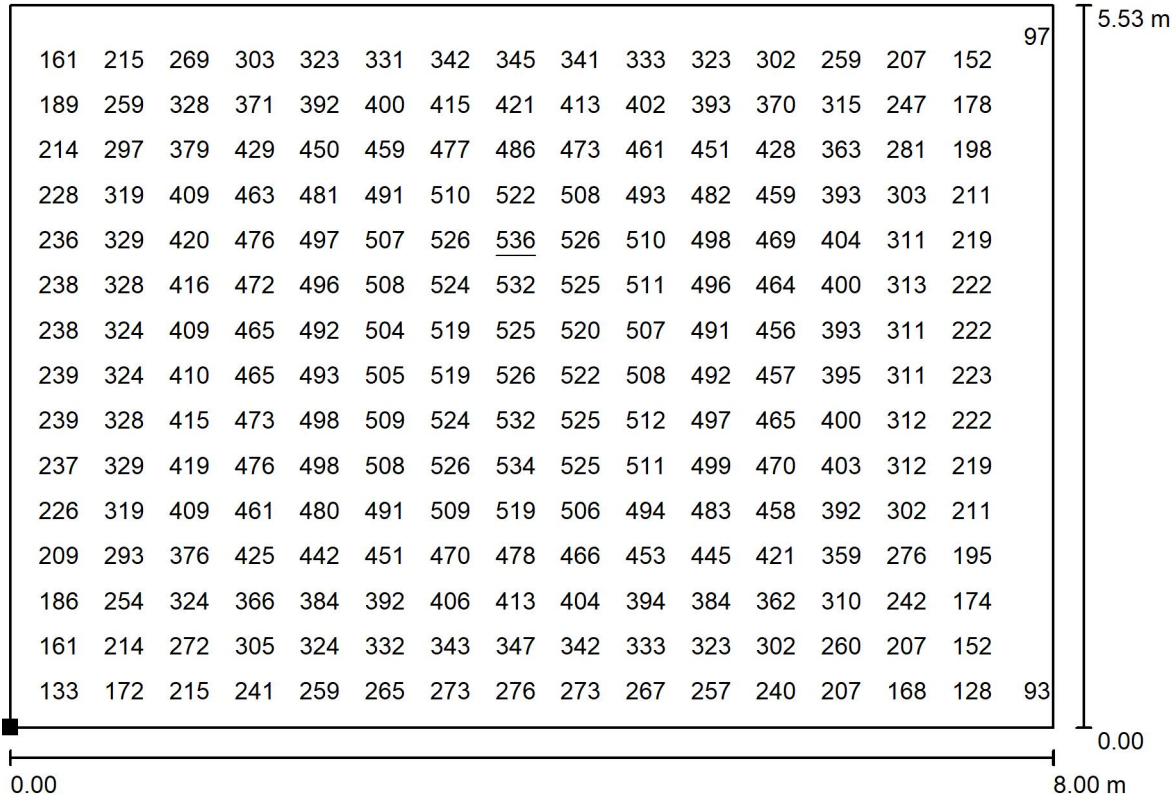 5.53 m
97
161 215 269 303 323 331 342 345 341 333 323 302 259 207 152
189 259 328 371 392 400 415 421 413 402 393 370 315 247 178
214 297 379 429 450 459 477 486 473 461 451 428 363 281 198
228 319 409 463 481 491 510 522 508 493 482 459 393 303 211
236 329 420 476 497 507 526 536 526 510 498 469 404 311 219
238 328 416 472 496 508 524 532 525 511 496 464 400 313 222
238 324 409 465 492 504 519 525 520 507 491 456 393 311 222
239 324 410 465 493 505 519 526 522 508 492 457 395 311 223
239 328 415 473 498 509 524 532 525 512 497 465 400 312 222
237 329 419 476 498 508 526 534 525 511 499 470 403 312 219
226 319 409 461 480 491 509 519 506 494 483 458 392 302 211
209 293 376 425 442 451 470 478 466 453 445 421 359 276 195
186 254 324 366 384 392 406 413 404 394 384 362 310 242 174
161 214 272 305 324 332 343 347 342 333 323 302 260 207 152
133 172 215 241 259 265 273 276 273 267 257 240 207 168 128 93
0.00
0.00 8.00 m